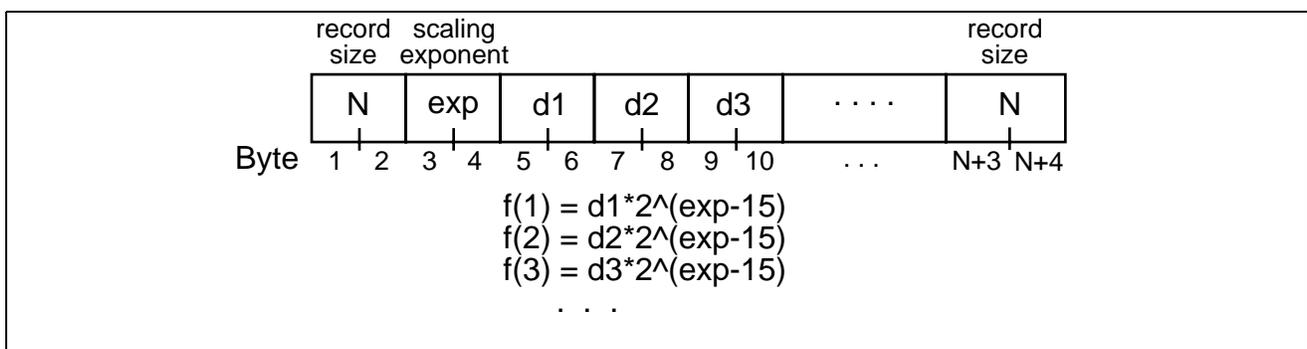 record scaling record
size exponent size
N exp d1 d2 d3 . . . . N
Byte 1 2 3 4 5 6 7 8 9 10 . . . N+3 N+4
f(1) = d1*2^(exp-15)
f(2) = d2*2^(exp-15)
f(3) = d3*2^(exp-15)
. . .